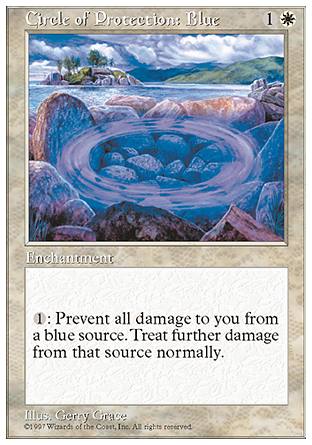 Circle of Protection: Blue 1
Enchantment
1: Prevent all damage to you from
a blue source. Treat further damage
from that source normally.
Illus. Gerry Grace
©1997 Wizards of the Coast, Inc. All rights reserved.